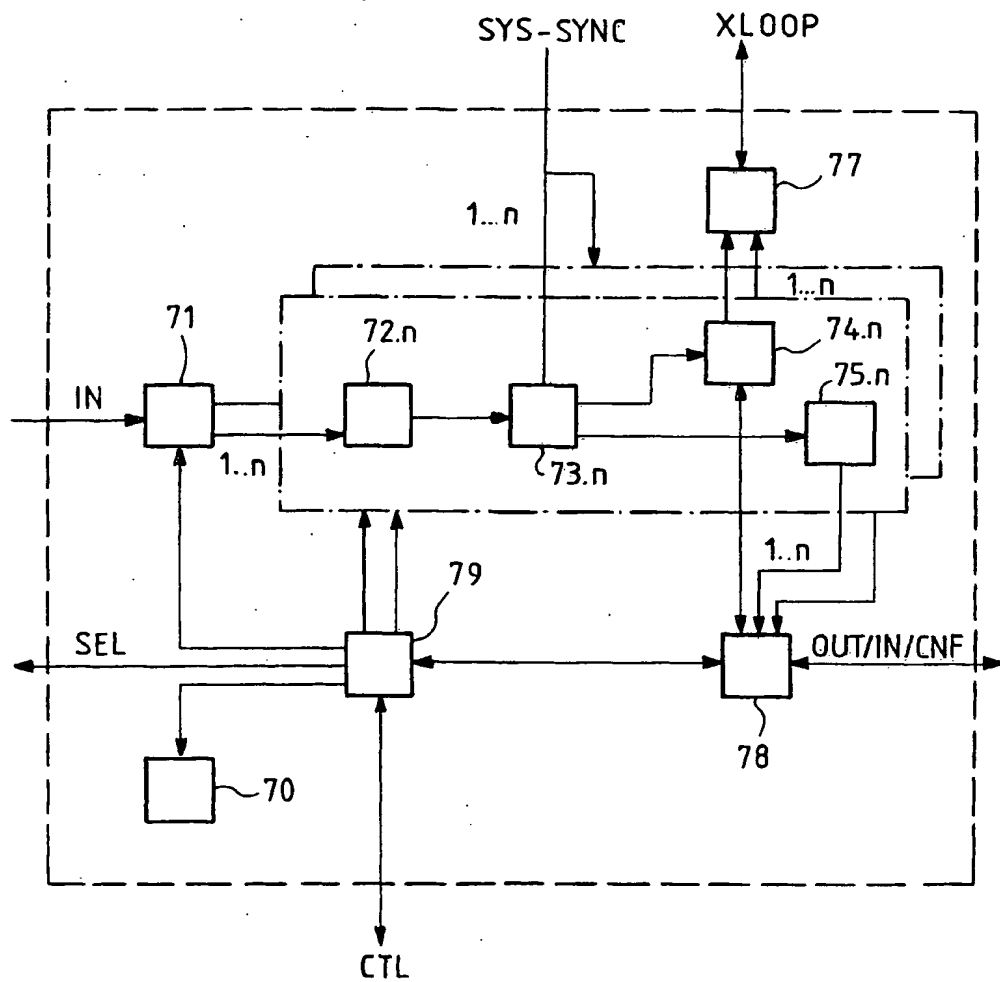 SYS-SYNC
XLOOP
77
1...n
1...n
71
72.n
74.n
75.n
IN
1..n
73.n
1..n
79
SEL
OUT/IN/CNF
78
70
CTL